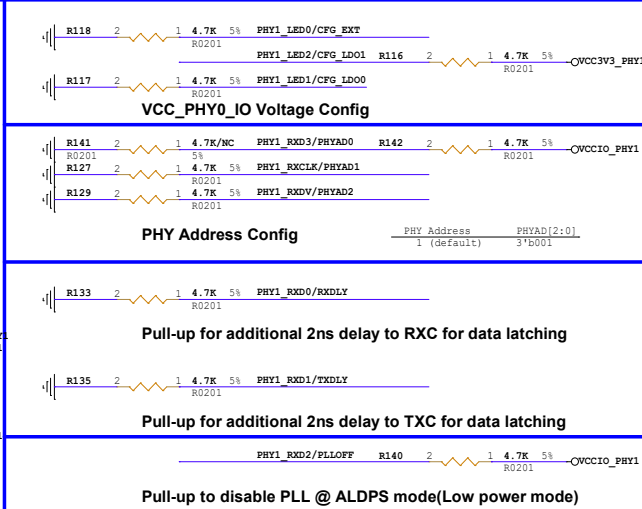 R118 2 1 4.7K 5% PHY1_LED0/CFG_EXT
R0201
PHY1_LED2/CFG_LDO1 R116 2 1 4.7K 5% VCC3V3_PHY1
R0201
R117 2 1 4.7K 5% PHY1_LED1/CFG_LDO0
R0201
VCC_PHY0_IO Voltage Config
R141 2 1 4.7K/NC PHY1_RXD3/PHYAD0 R142 2 1 4.7K 5% VCCIO_PHY1
R0201 5% R0201
R127 2 1 4.7K 5% PHY1_RXCLK/PHYAD1
R0201
R129 2 1 4.7K 5% PHY1_RXDV/PHYAD2
R0201
PHY Address Config
PHY Address PHYAD[2:0]
1 (default) 3'b001
R133 2 1 4.7K 5% PHY1_RXD0/RXDLY
R0201
Pull-up for additional 2ns delay to RXC for data latching
R135 2 1 4.7K 5% PHY1_RXD1/TXDLY
R0201
Pull-up for additional 2ns delay to TXC for data latching
PHY1_RXD2/PLLOFF R140 2 1 4.7K 5% VCCIO_PHY1
R0201
Pull-up to disable PLL @ ALDPS mode(Low power mode)